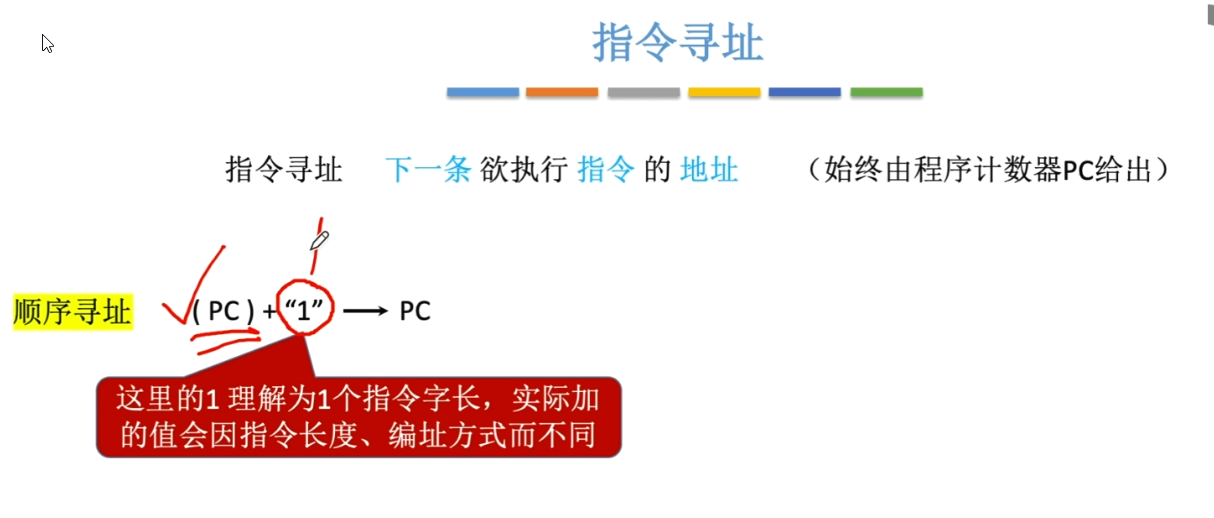 指令寻址
指令寻址 下一条 欲执行 指令 的 地址 （始终由程序计数器PC给出）
顺序寻址 ( PC ) + “1” ⟶ PC
这里的1 理解为1个指令字长，实际加
的值会因指令长度、编址方式而不同